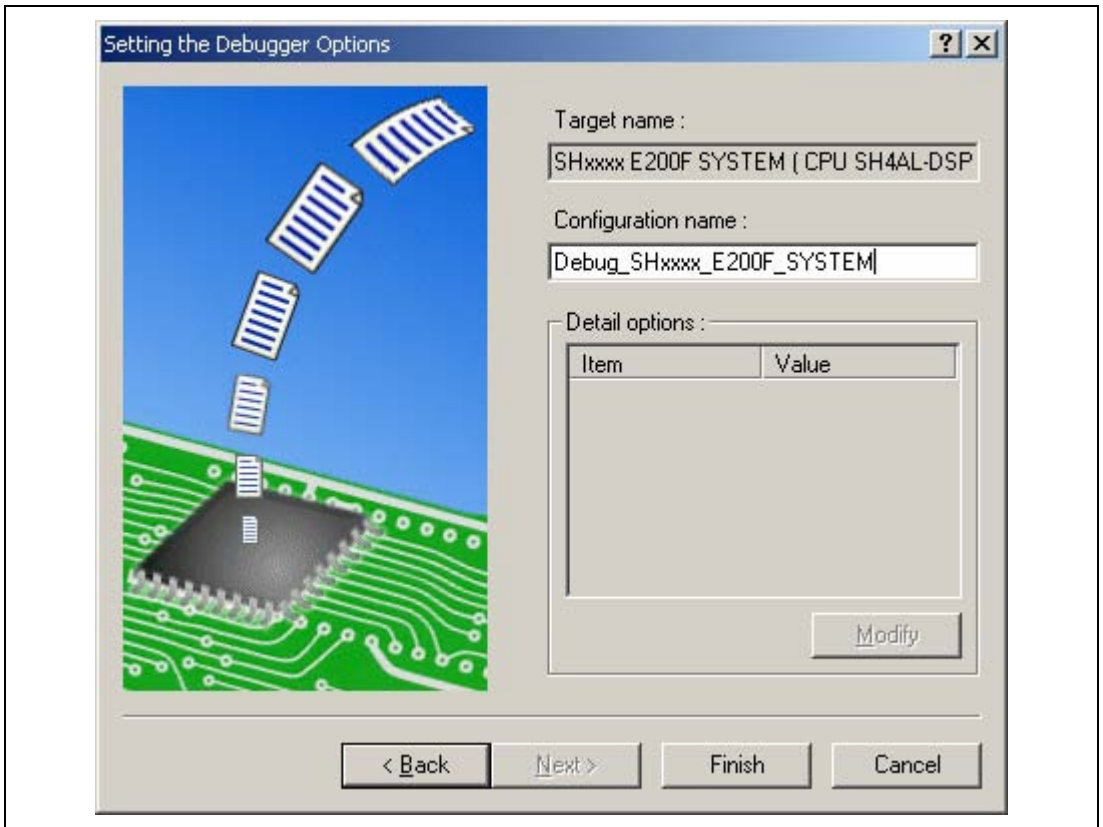 Setting the Debugger Options
Target name :
SHxxxx E200F SYSTEM ( CPU SH4AL-DSP
Configuration name :
Debug_SHxxxx_E200F_SYSTEM
Detail options :
Item Value
Modify
< Back Next > Finish Cancel